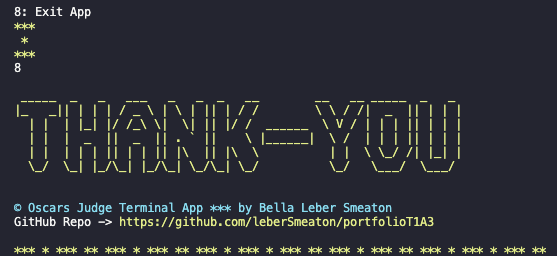 8: Exit App
***
*
***
8
THANK-YOU
© Oscars Judge Terminal App *** by Bella Leber Smeaton
GitHub Repo -> https://github.com/leberSmeaton/portfolioT1A3
*** * *** ** *** * *** ** *** * *** * *** ** *** * *** ** *** * *** * *** **